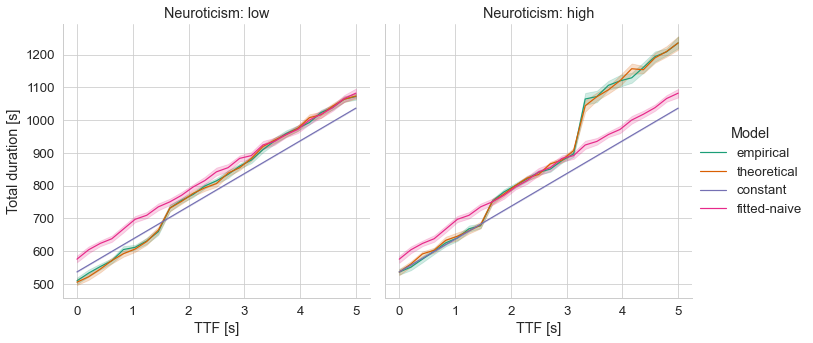 Neuroticism: low
Neuroticism: high
Total duration [s]
1200
1100
1000
900
800
700
600
500
0 1 2 3 4 5
0 1 2 3 4 5
TTF [s]
TTF [s]
Model
empirical
theoretical
constant
fitted-naive